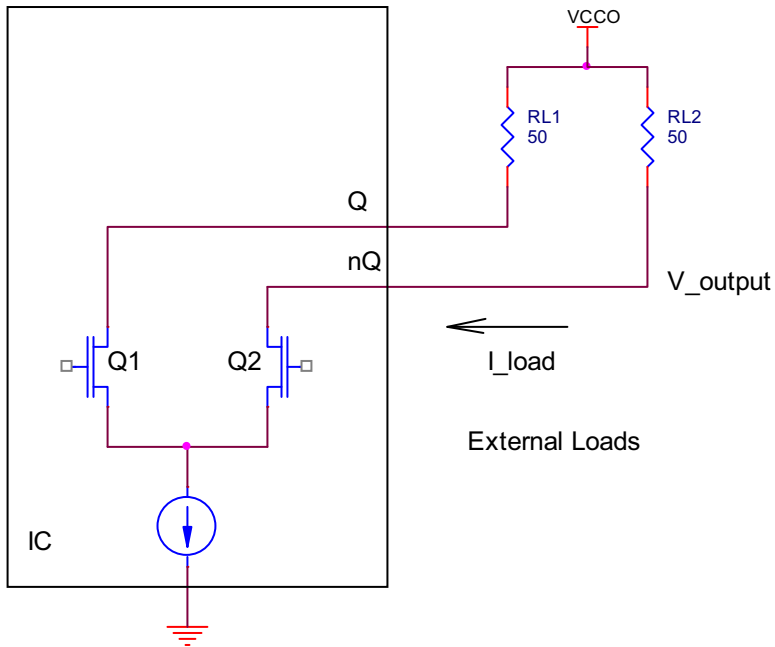 VCCO
RL1
50
RL2
50
Q
nQ
V_output
Q1
Q2
I_load
External Loads
IC